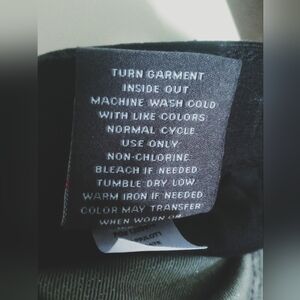 TURN GARMENT
INSIDE OUT
MACHINE WASH COLD
WITH LIKE COLORS
NORMAL CYCLE
USE ONLY
NON-CHLORINE
BLEACH IF NEEDED
TUMBLE DRY LOW
WARM IRON IF NEEDED
COLOR MAY TRANSFER
WHEN WORN